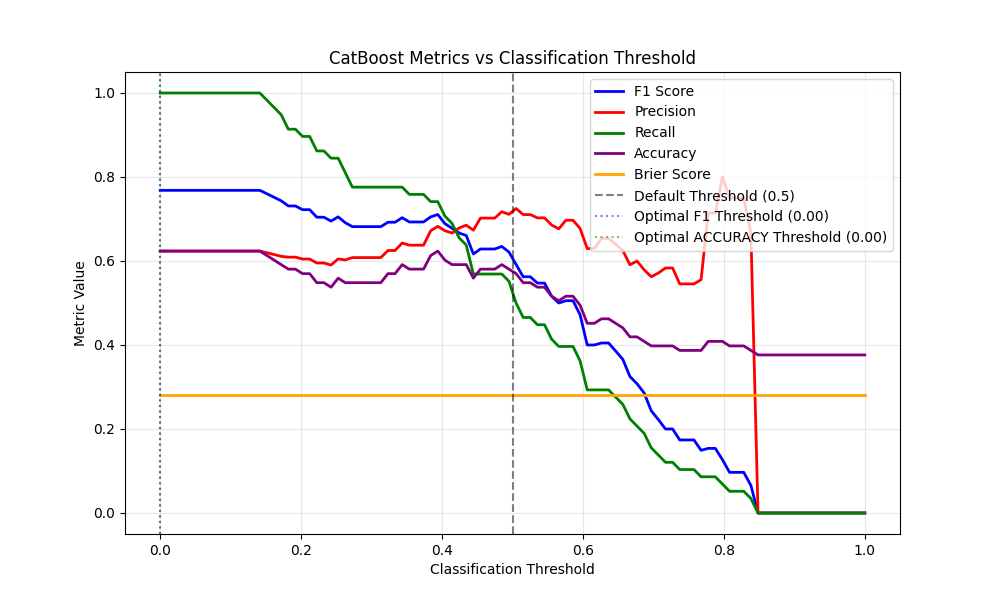 CatBoost Metrics vs Classification Threshold
Metric Value
1.0
0.8
0.6
0.4
0.2
0.0
F1 Score
Precision
Recall
Accuracy
Brier Score
Default Threshold (0.5)
Optimal F1 Threshold (0.00)
Optimal ACCURACY Threshold (0.00)
0.0 0.2 0.4 0.6 0.8 1.0
Classification Threshold